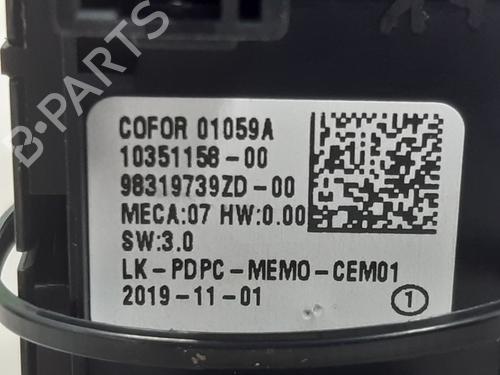 B-PARTS
COFOR 01059A
10351158-00
98319739ZD-00
MECA:07 HW:0.00
SW:3.0
LK-PDPC-MEMO-CEM01
2019-11-01
1